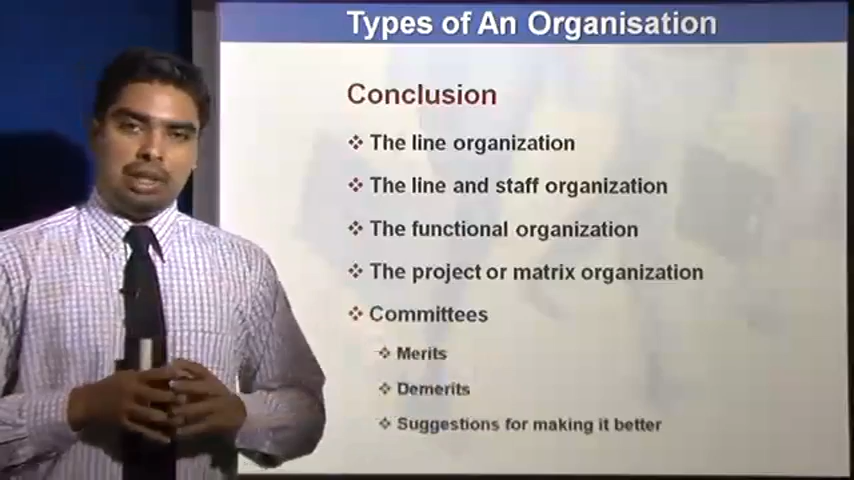 Types of An Organisation
Conclusion
The line organization
The line and staff organization
The functional organization
The project or matrix organization
Committees
Merits
Demerits
Suggestions for making it better